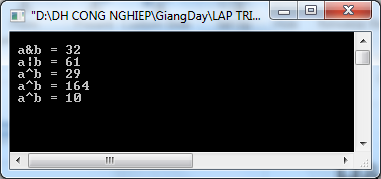 "D:\DH CONG NGHIEP\GiangDay\LAP TRI...
a&b = 32
a¦b = 61
a^b = 29
a^b = 164
a^b = 10